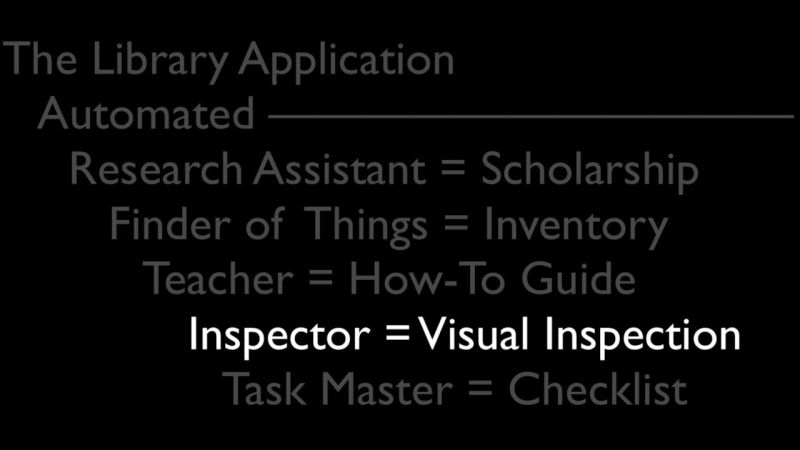 The Library Application
Automated
Research Assistant = Scholarship
Finder of Things = Inventory
Teacher = How-To Guide
Inspector = Visual Inspection
Task Master = Checklist